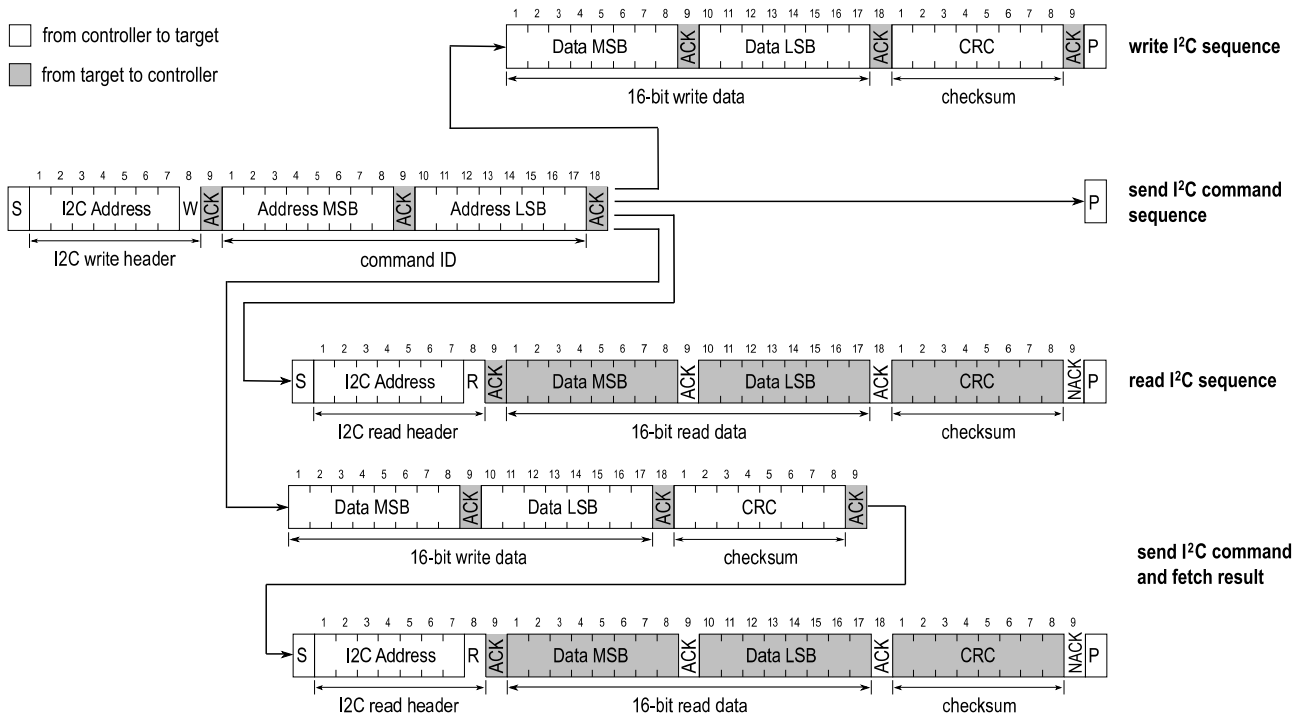 1 2 3 4 5 6 7 8 9 10 11 12 13 14 15 16 17 18 1 2 3 4 5 6 7 8 9
from controller to target
Data MSB ACK Data LSB ACK CRC ACK P
write I²C sequence
from target to controller
16-bit write data checksum
1 2 3 4 5 6 7 8 9 1 2 3 4 5 6 7 8 9 10 11 12 13 14 15 16 17 18
S I2C Address W ACK Address MSB ACK Address LSB ACK
P
send I²C command
sequence
I2C write header command ID
1 2 3 4 5 6 7 8 9 1 2 3 4 5 6 7 8 9 10 11 12 13 14 15 16 17 18 1 2 3 4 5 6 7 8 9
S I2C Address R ACK Data MSB ACK Data LSB ACK CRC NACK P
read I²C sequence
I2C read header 16-bit read data checksum
1 2 3 4 5 6 7 8 9 10 11 12 13 14 15 16 17 18 1 2 3 4 5 6 7 8 9
Data MSB ACK Data LSB ACK CRC ACK
16-bit write data checksum
send I²C command
and fetch result
1 2 3 4 5 6 7 8 9 1 2 3 4 5 6 7 8 9 10 11 12 13 14 15 16 17 18 1 2 3 4 5 6 7 8 9
S I2C Address R ACK Data MSB ACK Data LSB ACK CRC NACK P
I2C read header 16-bit read data checksum